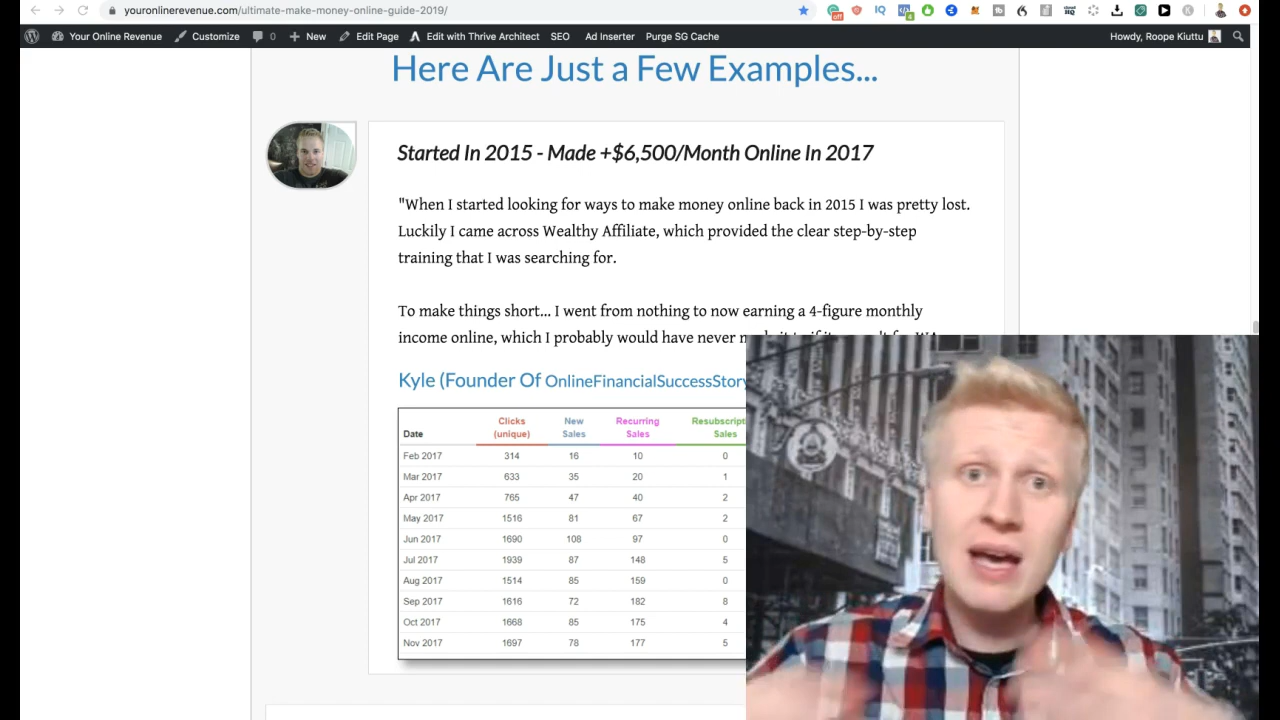 youronlinerevenue.com/ultimate-make-money-online-guide-2019/
Your Online Revenue Customize 0 New Edit Page Edit with Thrive Architect SEO Ad Inserter Purge SG Cache Howdy, Roope Kiuttu
Here Are Just a Few Examples...
Started In 2015 - Made +$6,500/Month Online In 2017
"When I started looking for ways to make money online back in 2015 I was pretty lost.
Luckily I came across Wealthy Affiliate, which provided the clear step-by-step
training that I was searching for.
To make things short... I went from nothing to now earning a 4-figure monthly
income online, which I probably would have never
Kyle (Founder Of OnlineFinancialSuccessStory
Date Clicks (unique) New Sales Recurring Sales Resubscript Sales
Feb 2017 314 16 10 0
Mar 2017 633 35 20 1
Apr 2017 765 47 40 2
May 2017 1516 81 67 2
Jun 2017 1690 108 97 0
Jul 2017 1939 87 148 5
Aug 2017 1514 85 159 0
Sep 2017 1616 72 182 8
Oct 2017 1668 85 175 4
Nov 2017 1697 78 177 5